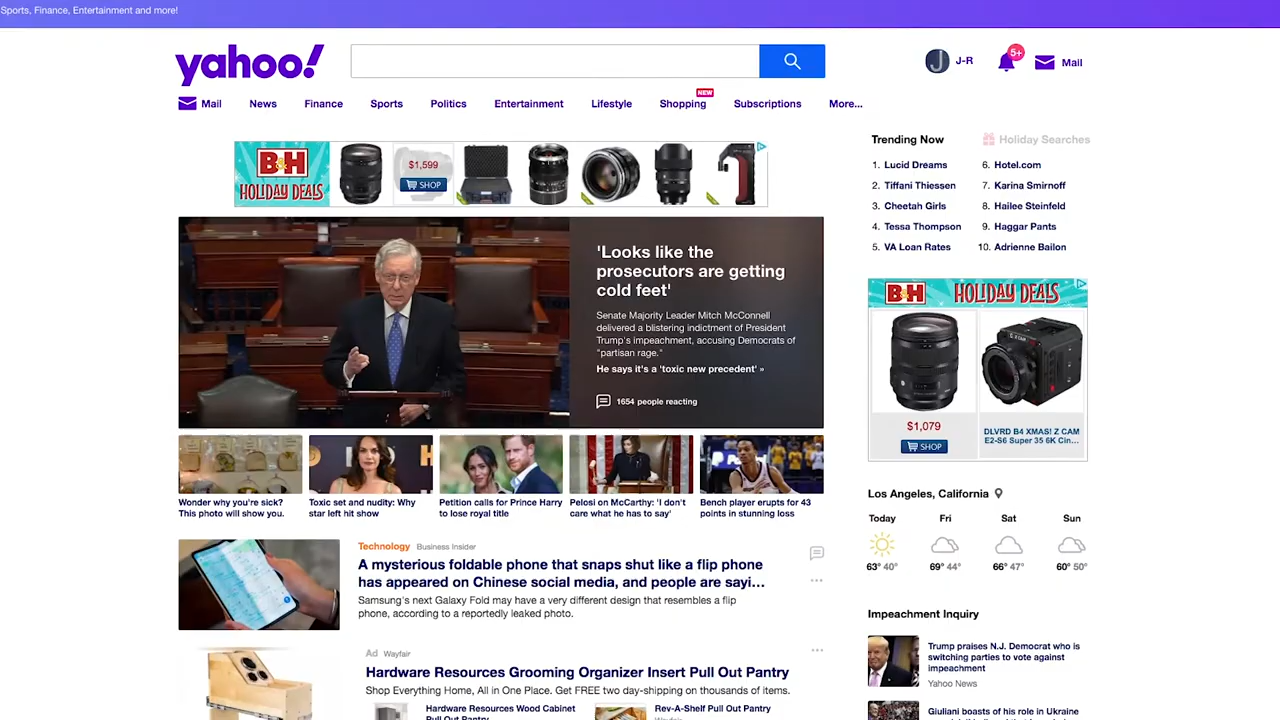 Sports, Finance, Entertainment and more!
yahoo!
J-R
5+
Mail
Mail
News
Finance
Sports
Politics
Entertainment
Lifestyle
Shopping
NEW
Subscriptions
More...
B&H
HOLIDAY DEALS
$1,599
SHOP
'Looks like the
prosecutors are getting
cold feet'
Senate Majority Leader Mitch McConnell
delivered a blistering indictment of President
Trump's impeachment, accusing Democrats of
"partisan rage."
He says it's a 'toxic new precedent' »
1654 people reacting
Wonder why you're sick?
This photo will show you.
Toxic set and nudity: Why
star left hit show
Petition calls for Prince Harry
to lose royal title
Pelosi on McCarthy: 'I don't
care what he has to say'
Bench player erupts for 43
points in stunning loss
Technology Business Insider
A mysterious foldable phone that snaps shut like a flip phone
has appeared on Chinese social media, and people are sayi...
Samsung's next Galaxy Fold may have a very different design that resembles a flip
phone, according to a reportedly leaked photo.
Ad Wayfair
Hardware Resources Grooming Organizer Insert Pull Out Pantry
Shop Everything Home, All in One Place. Get FREE two day-shipping on thousands of items.
Hardware Resources Wood Cabinet
Pull Out Pantry
Rev-A-Shelf Pull Out Pantry
Wayfair
Trending Now
Holiday Searches
1. Lucid Dreams
2. Tiffani Thiessen
3. Cheetah Girls
4. Tessa Thompson
5. VA Loan Rates
6. Hotel.com
7. Karina Smirnoff
8. Hailee Steinfeld
9. Haggar Pants
10. Adrienne Bailon
B&H HOLIDAY DEALS
$1,079
SHOP
DLVRD B4 XMAS! Z CAM
E2-S6 Super 35 6K Cin...
Los Angeles, California
Today Fri Sat Sun
63° 40° 69° 44° 66° 47° 60° 50°
Impeachment Inquiry
Trump praises N.J. Democrat who is
switching parties to vote against
impeachment
Yahoo News
Giuliani boasts of his role in Ukraine